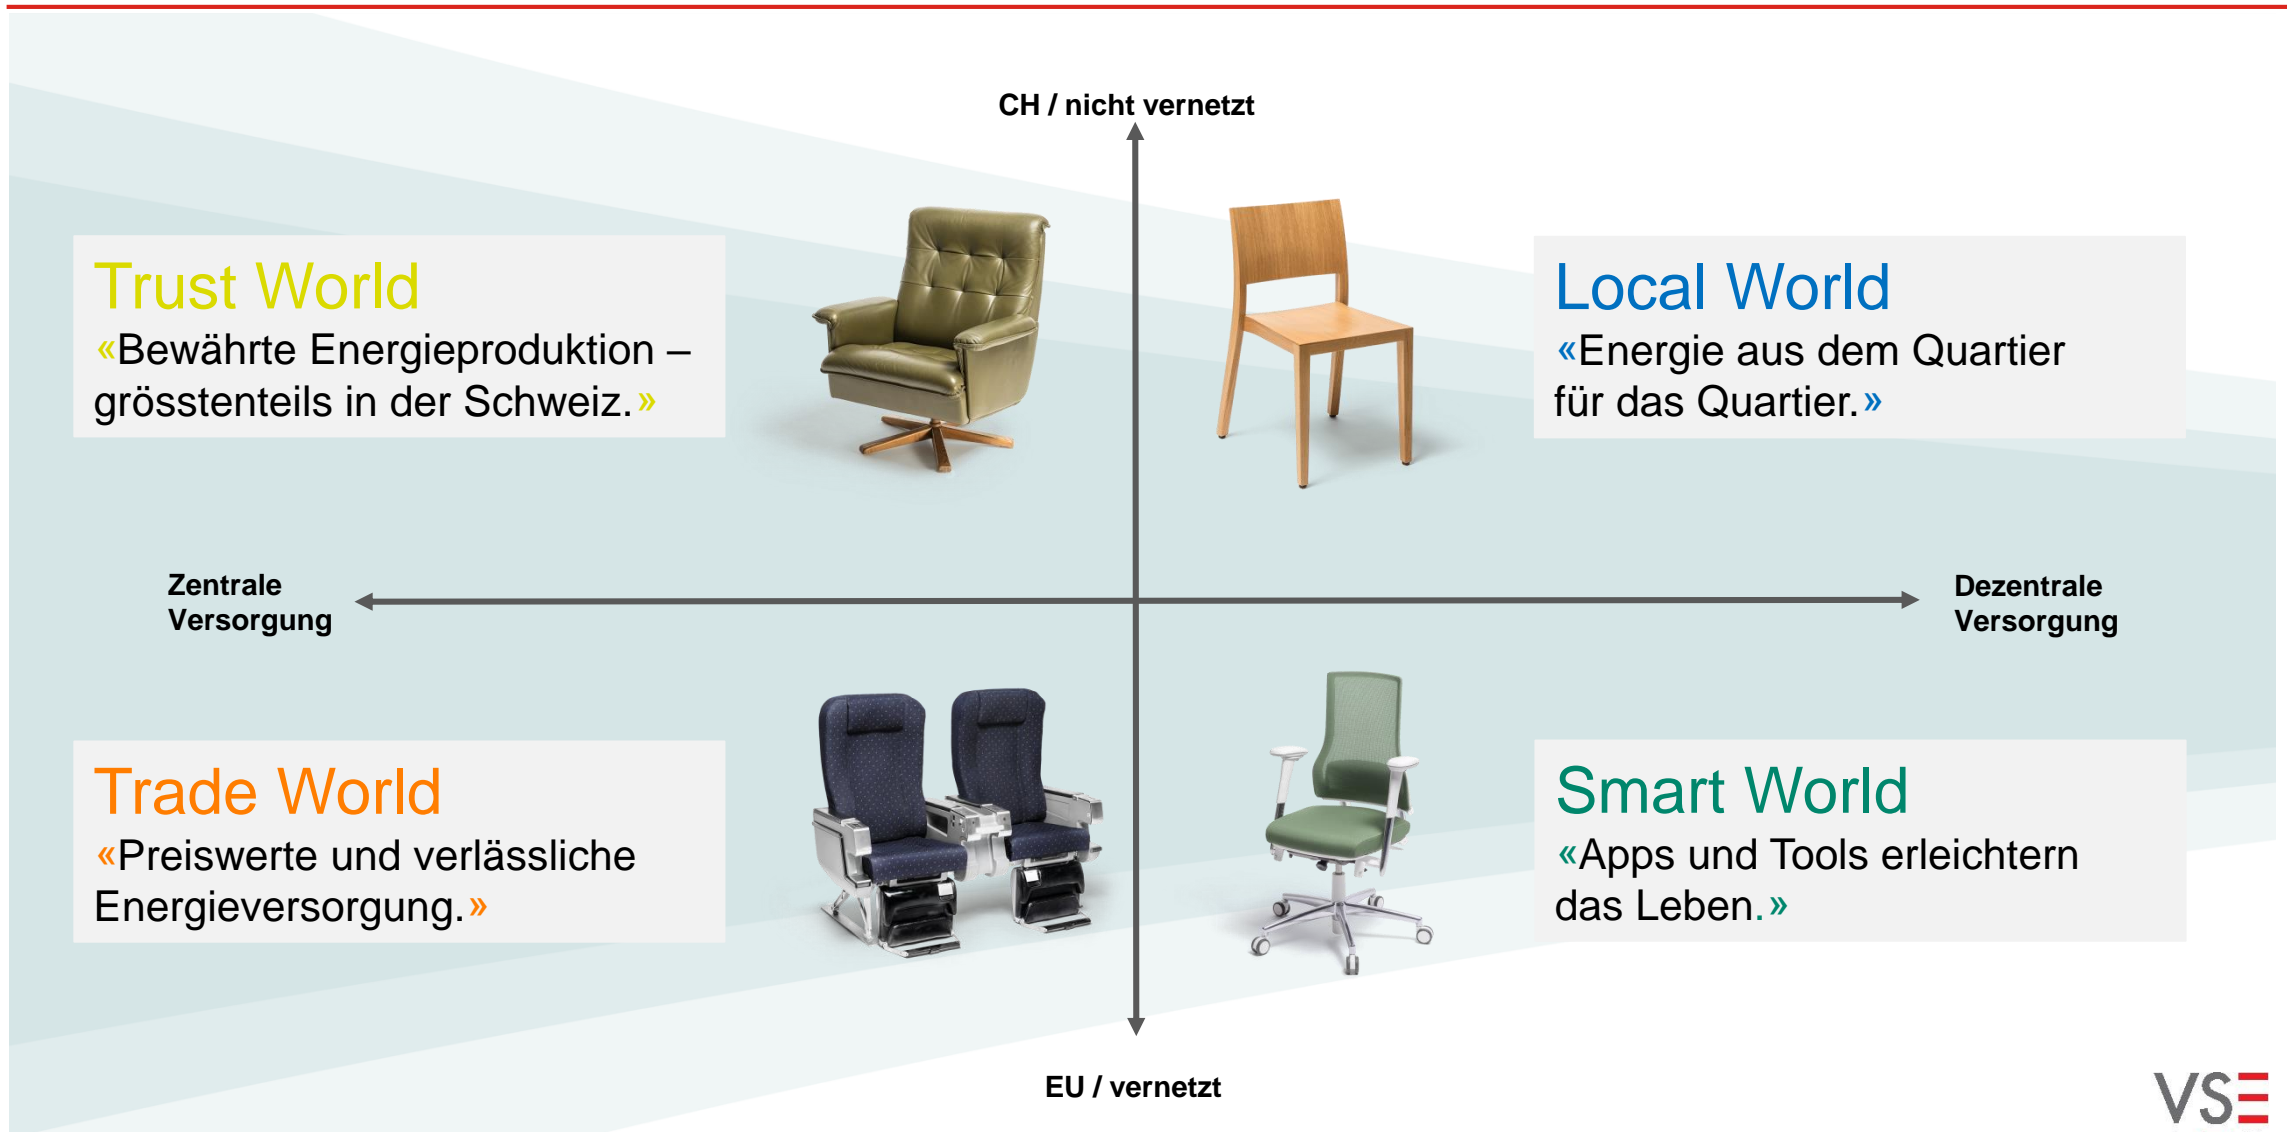 CH / nicht vernetzt
Trust World
«Bewährte Energieproduktion –
grösstenteils in der Schweiz.»
Local World
«Energie aus dem Quartier
für das Quartier.»
Zentrale
Versorgung
Dezentrale
Versorgung
Trade World
«Preiswerte und verlässliche
Energieversorgung.»
Smart World
«Apps und Tools erleichtern
das Leben.»
EU / vernetzt
VSE